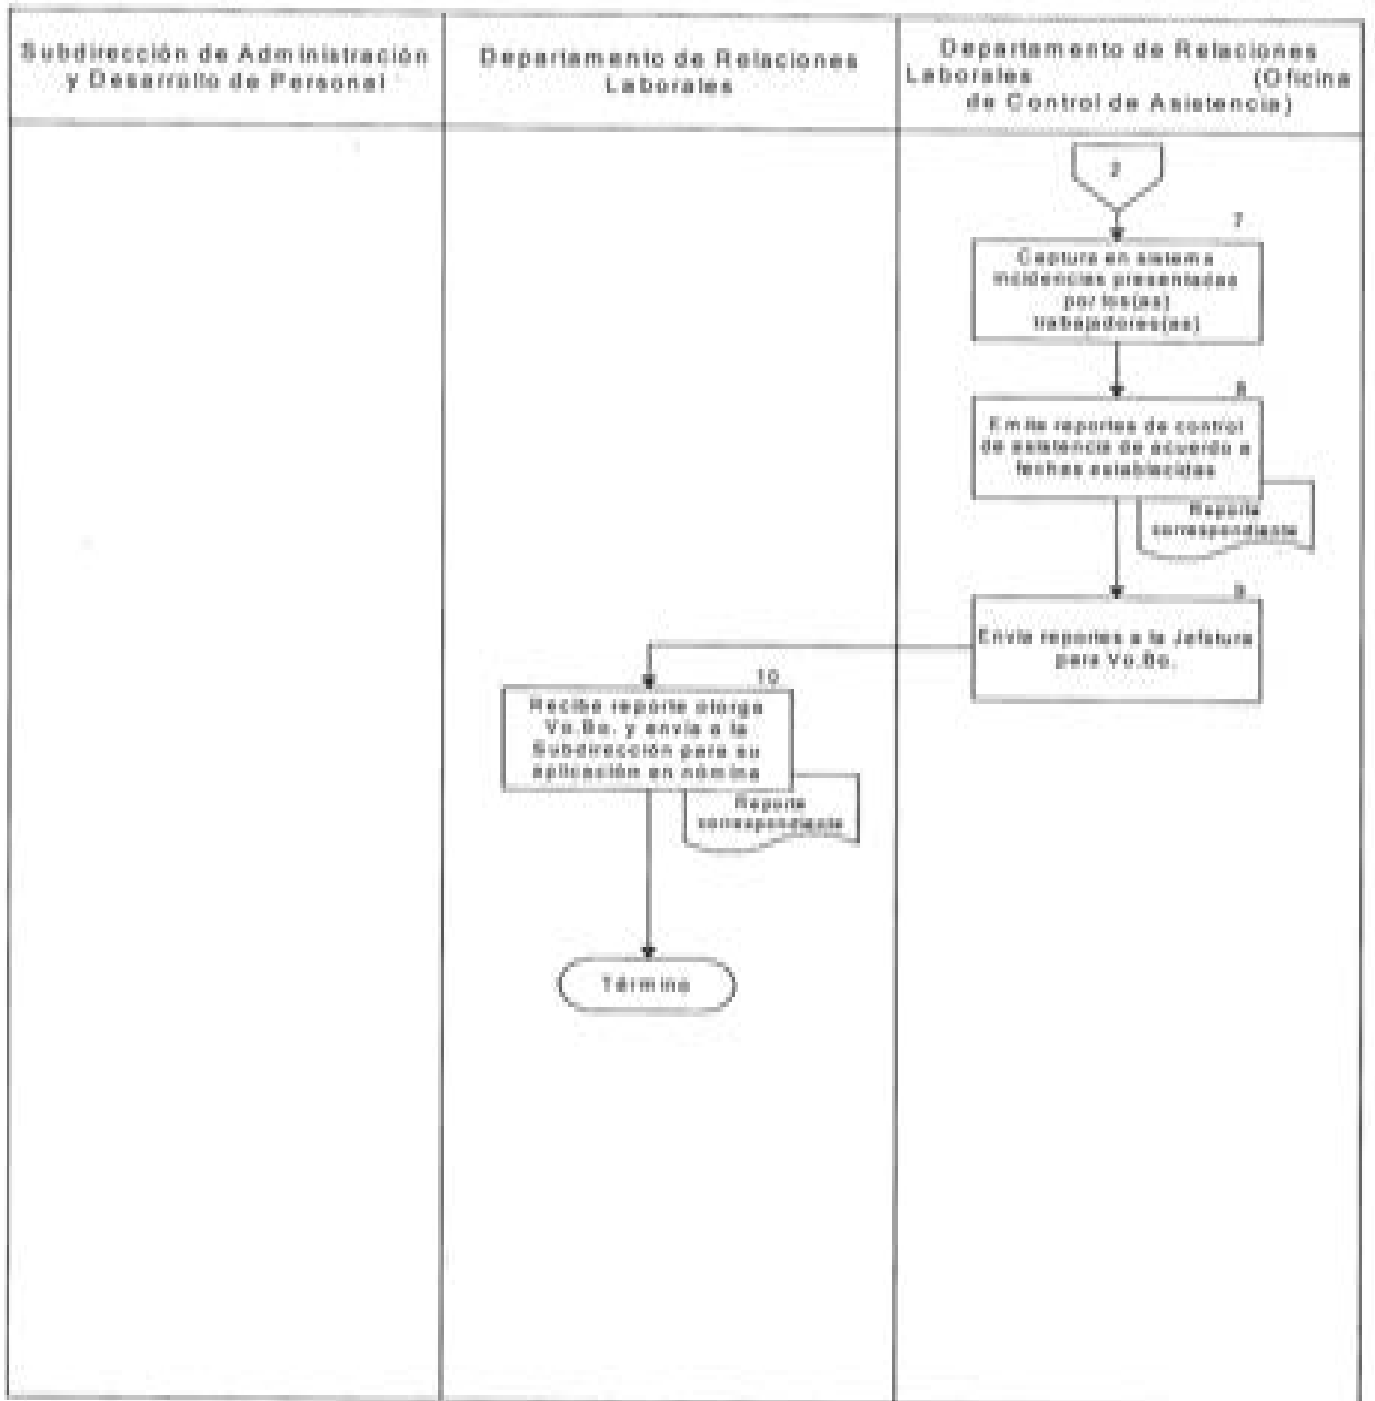 Subdirección de Administración
y Desarrollo de Personal
Departamento de Relaciones
Laborales
Departamento de Relaciones
Laborales (Oficina
de Control de Asistencia)
2
7
Captura en sistema
incidencias presentadas
por los(as)
trabajadores(as)
8
Emite reportes de control
de asistencia de acuerdo a
fechas establecidas
Reporte
correspondiente
9
Envía reportes a la Jefatura
para Vo.Bo.
10
Recibe reporte otorga
Vo.Bo. y envía a la
Subdirección para su
aplicación en nómina
Reporte
correspondiente
Término